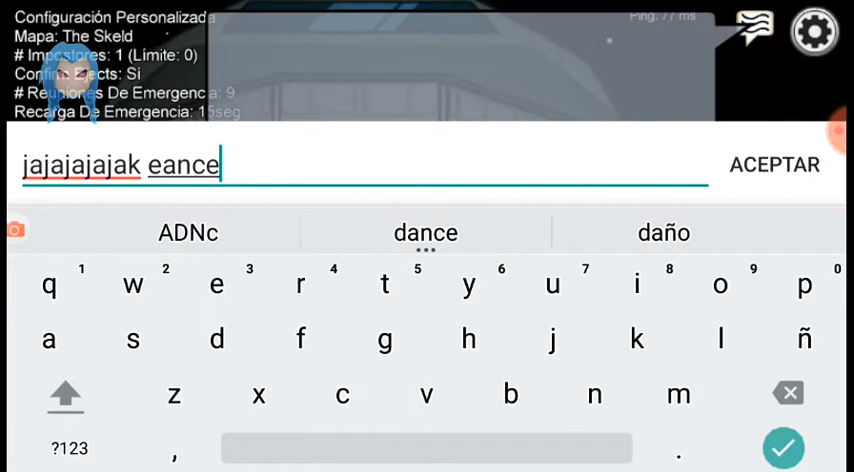 Configuración Personalizada
Ping: 77 ms
Mapa: The Skeld
# Impostores: 1 (Límite: 0)
Confirm Ejects: Si
# Reuniones De Emergencia: 9
Recarga De Emergencia: 15seg
jajajajajak eance
ACEPTAR
ADNc dance daño
1 2 3 4 5 6 7 8 9 0
q w e r t y u i o p
a s d f g h j k l ñ
z x c v b n m
?123 , .